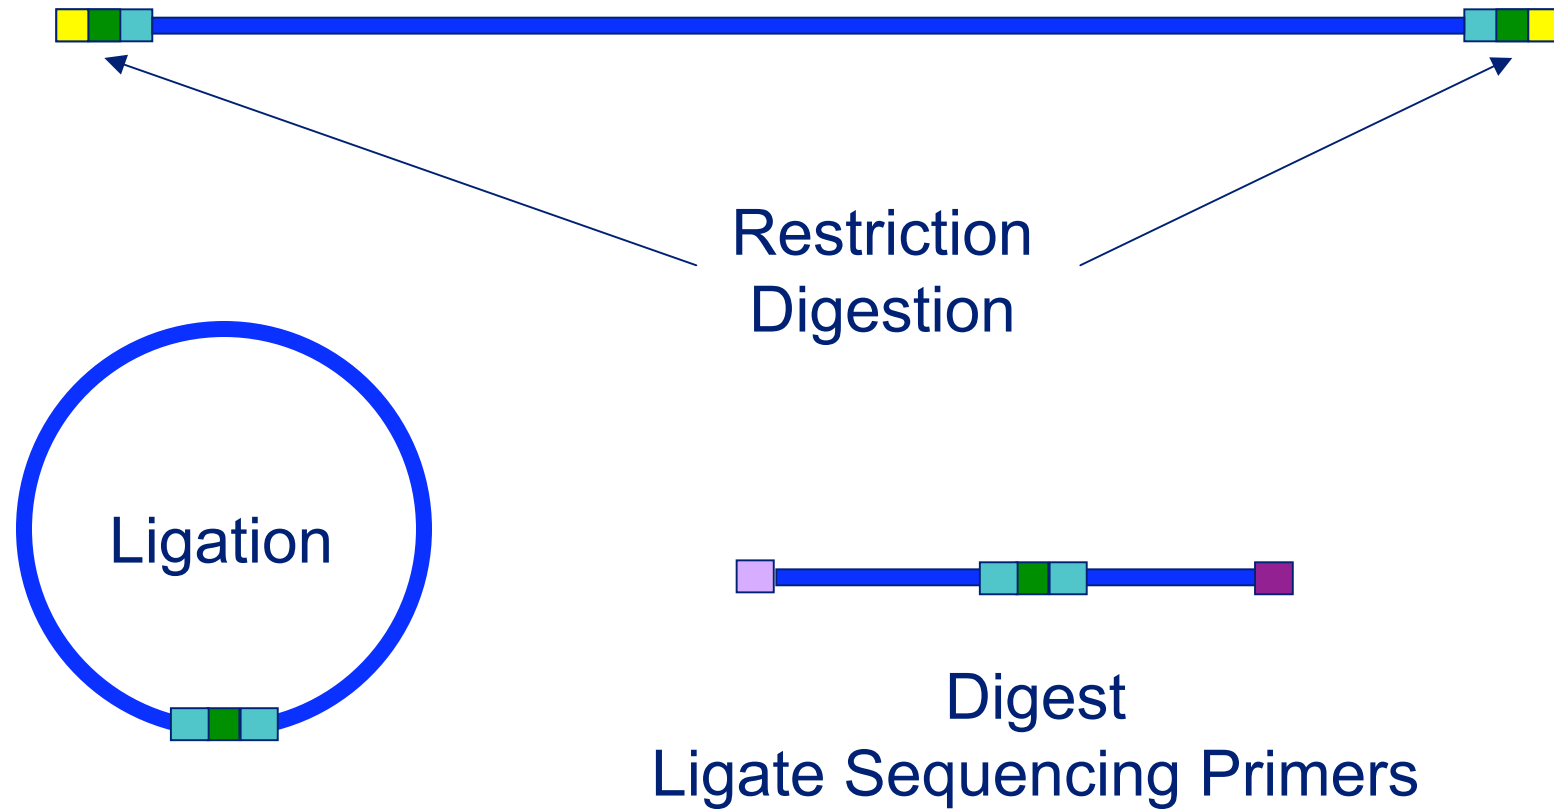 Restriction
Digestion
Ligation
Digest
Ligate Sequencing Primers